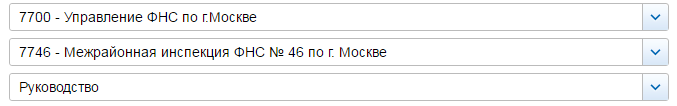 7700 - Управление ФНС по г.Москве
7746 - Межрайонная инспекция ФНС № 46 по г. Москве
Руководство